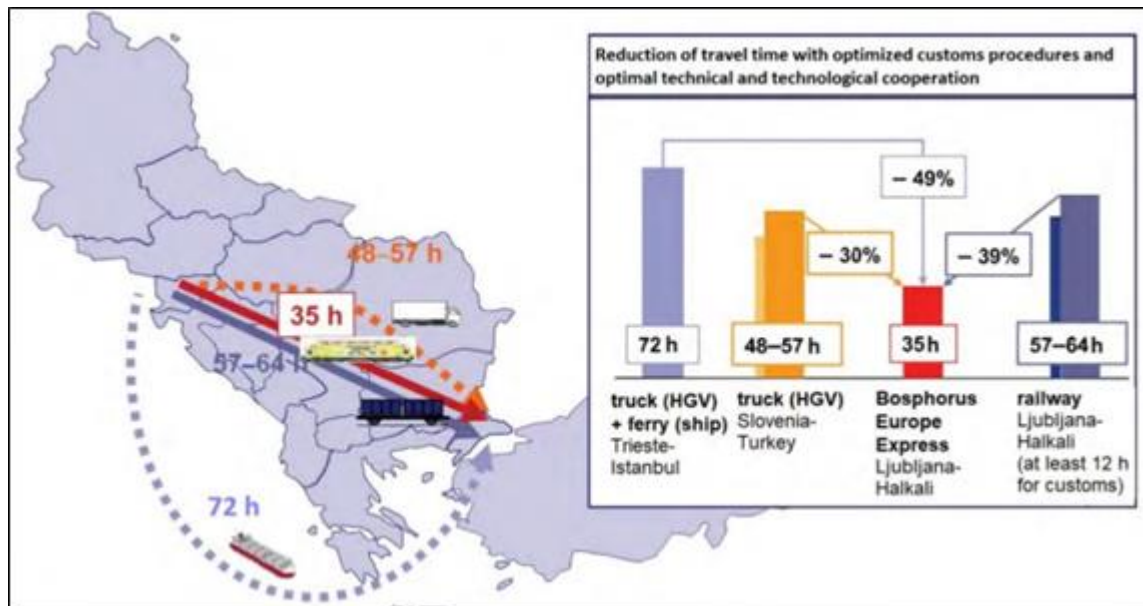 48–57 h
35 h
57–64 h
72 h
Reduction of travel time with optimized customs procedures and
optimal technical and technological cooperation
– 49%
– 30%
– 39%
72 h
48–57 h
35h
57–64h
truck (HGV)
+ ferry (ship)
Trieste-
Istanbul
truck (HGV)
Slovenia-
Turkey
Bosphorus
Europe
Express
Ljubljana-
Halkali
railway
Ljubljana-
Halkali
(at least 12 h
for customs)